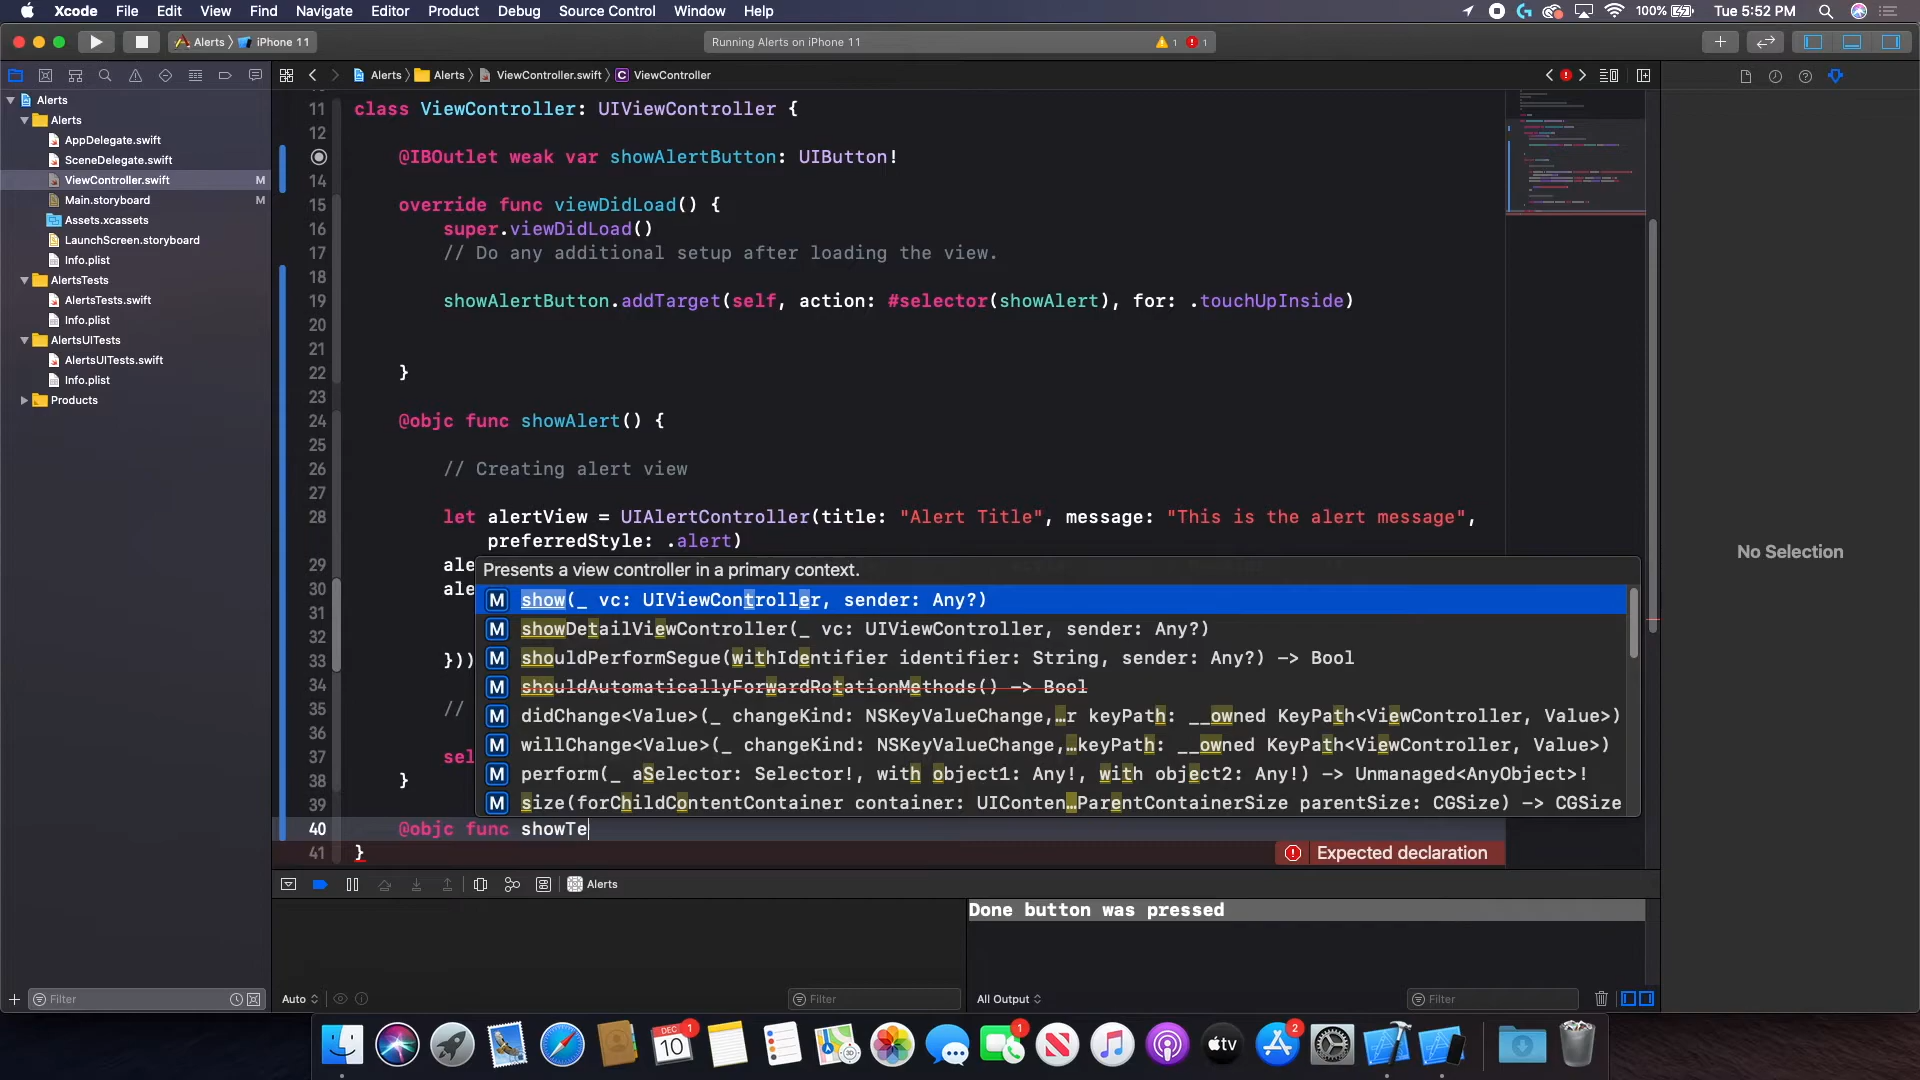 Xcode File Edit View Find Navigate Editor Product Debug Source Control Window Help 100% Tue 5:52 PM
Alerts iPhone 11 Running Alerts on iPhone 11 1 1
Alerts Alerts ViewController.swift C ViewController
Alerts
Alerts
AppDelegate.swift
SceneDelegate.swift
ViewController.swift M
Main.storyboard M
Assets.xcassets
LaunchScreen.storyboard
Info.plist
AlertsTests
AlertsTests.swift
Info.plist
AlertsUITests
AlertsUITests.swift
Info.plist
Products
Filter
11 class ViewController: UIViewController {
12
@IBOutlet weak var showAlertButton: UIButton!
14
15 override func viewDidLoad() {
16 super.viewDidLoad()
17 // Do any additional setup after loading the view.
18
19 showAlertButton.addTarget(self, action: #selector(showAlert), for: .touchUpInside)
20
21
22 }
23
24 @objc func showAlert() {
25
26 // Creating alert view
27
28 let alertView = UIAlertController(title: "Alert Title", message: "This is the alert message",
preferredStyle: .alert)
29 ale
30 ale
31
32
33 }))
34
35 //
36
37 sel
38 }
39
40 @objc func showTe
41 }
Expected declaration
Presents a view controller in a primary context.
M show(_ vc: UIViewController, sender: Any?)
M showDetailViewController(_ vc: UIViewController, sender: Any?)
M shouldPerformSegue(withIdentifier identifier: String, sender: Any?) -> Bool
M shouldAutomaticallyForwardRotationMethods() -> Bool
M didChange<Value>(_ changeKind: NSKeyValueChange,…r keyPath: __owned KeyPath<ViewController, Value>)
M willChange<Value>(_ changeKind: NSKeyValueChange,…keyPath: __owned KeyPath<ViewController, Value>)
M perform(_ aSelector: Selector!, with object1: Any!, with object2: Any!) -> Unmanaged<AnyObject>!
M size(forChildContentContainer container: UIConten…ParentContainerSize parentSize: CGSize) -> CGSize
No Selection
Alerts
Done button was pressed
Auto Filter All Output Filter
DEC 10 1 1 tv 2